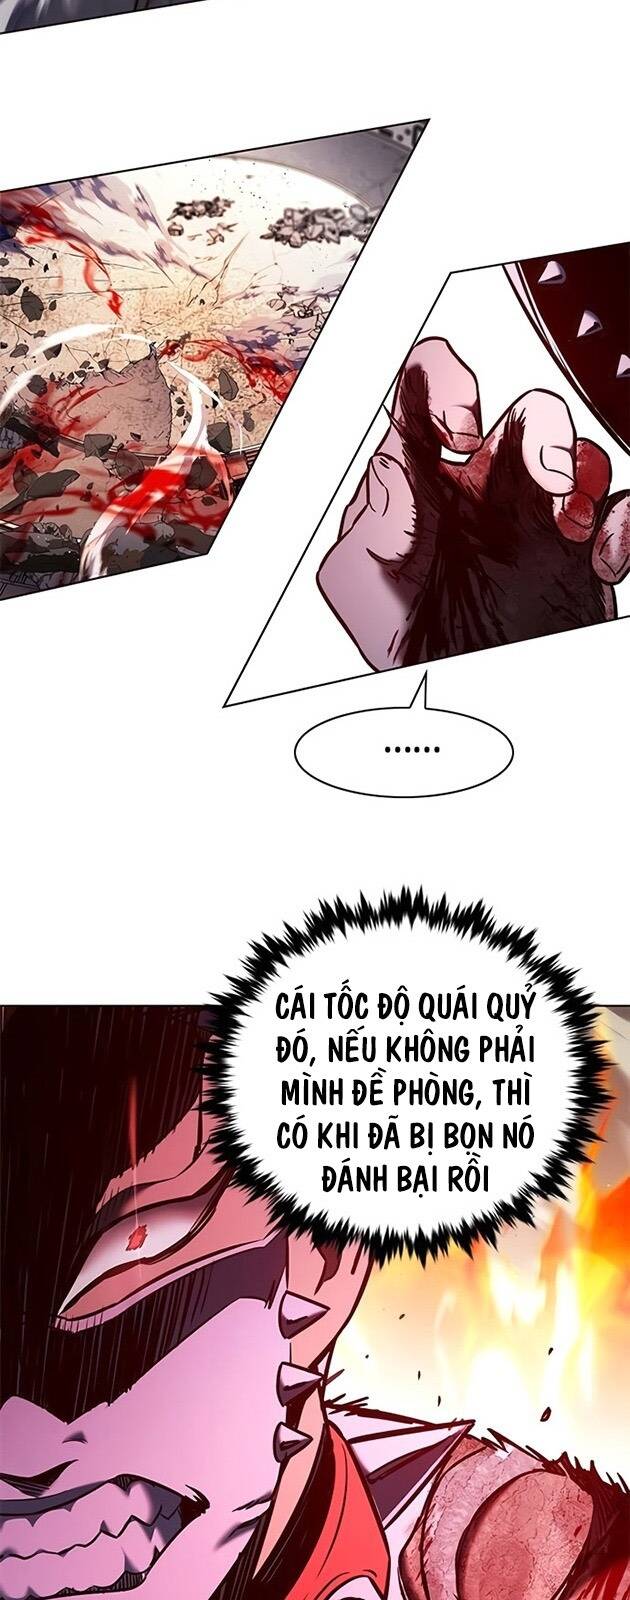 ......
CÁI TỐC ĐỘ QUÁI QUỶ
ĐÓ, NẾU KHÔNG PHẢI
MÌNH ĐỀ PHÒNG, THÌ
CÓ KHI ĐÃ BỊ BỌN NÓ
ĐÁNH BẠI RỒI